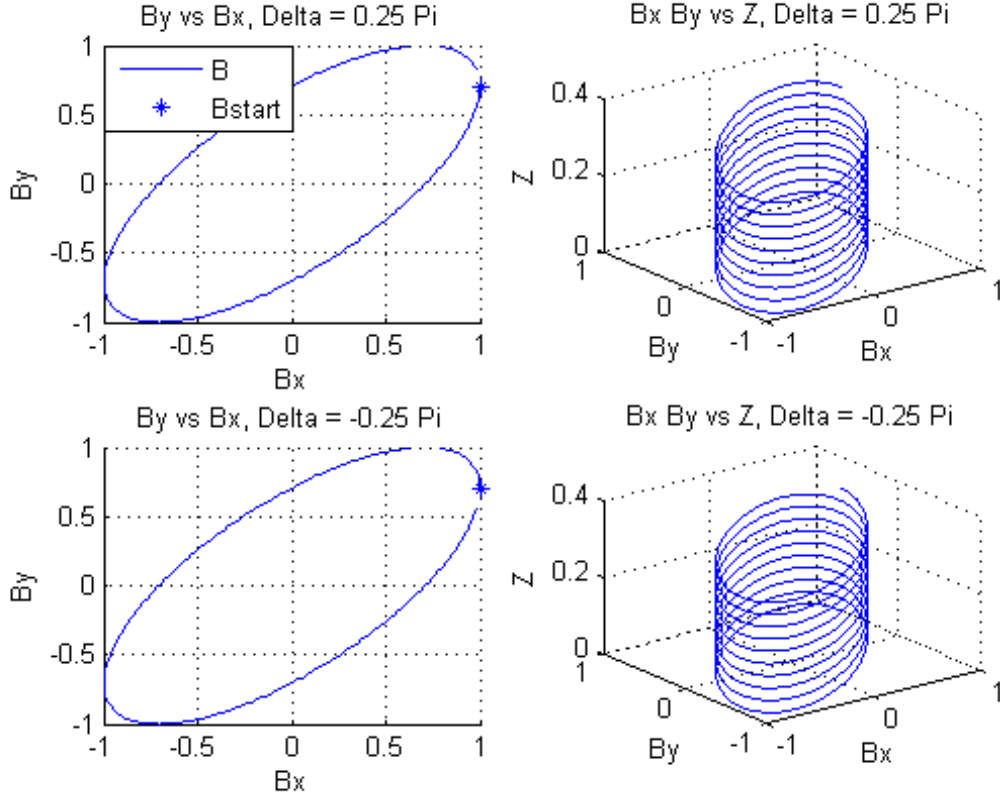 By vs Bx, Delta = 0.25 Pi
1
0.5
0
-0.5
-1
By
-1
-0.5
0
0.5
1
Bx
B
Bstart
Bx By vs Z, Delta = 0.25 Pi
0.4
0.2
0
Z
1
0
-1
By
-1
0
1
Bx
By vs Bx, Delta = -0.25 Pi
1
0.5
0
-0.5
-1
By
-1
-0.5
0
0.5
1
Bx
Bx By vs Z, Delta = -0.25 Pi
0.4
0.2
0
Z
1
0
-1
By
-1
0
1
Bx